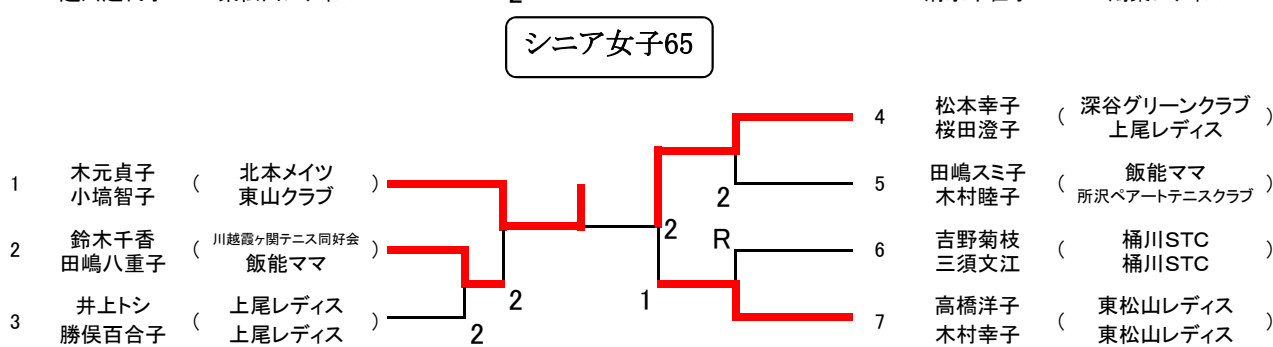 2
シニア女子65
4 松本幸子 ( 深谷グリーンクラブ )
桜田澄子 上尾レディス
1 木元貞子 ( 北本メイツ )
小塙智子 東山クラブ
5 田嶋スミ子 ( 飯能ママ )
木村睦子 所沢ペアートテニスクラブ
2
2 鈴木千香 ( 川越霞ヶ関テニス同好会 )
田嶋八重子 飯能ママ
2 R
6 吉野菊枝 ( 桶川STC )
三須文江 桶川STC
2 1
3 井上トシ ( 上尾レディス )
勝俣百合子 上尾レディス
2
7 高橋洋子 ( 東松山レディス )
木村幸子 東松山レディス